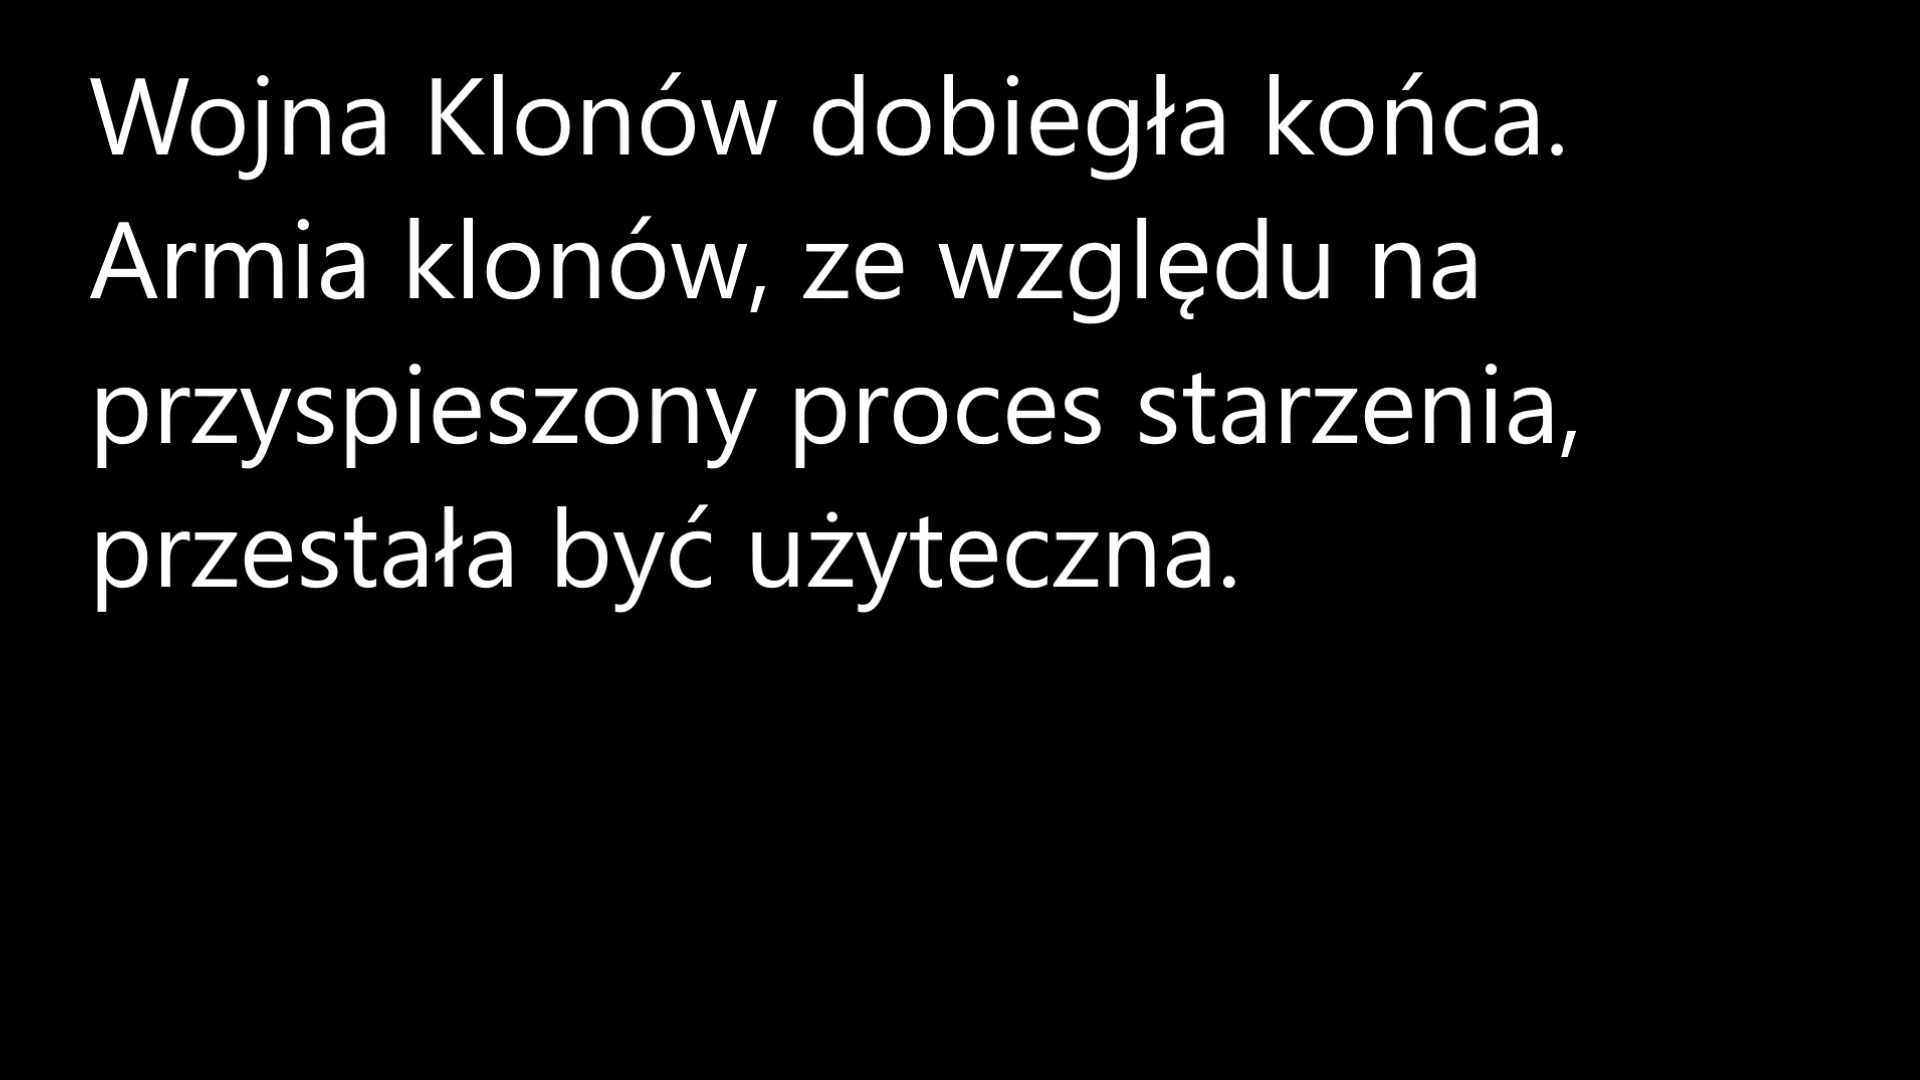 Wojna Klonów dobiegła końca.
Armia klonów, ze względu na
przyspieszony proces starzenia,
przestała być użyteczna.